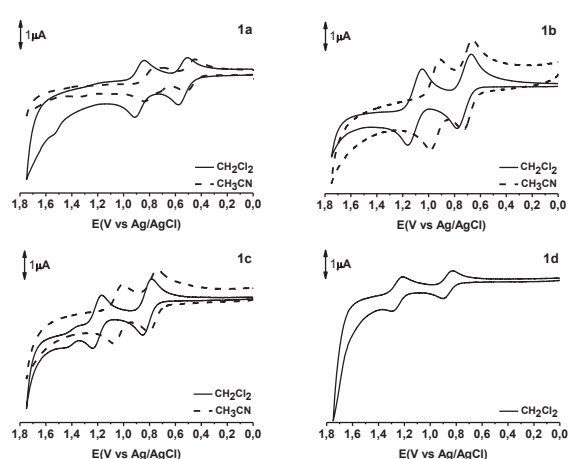 1µA
1a
CH₂Cl₂
CH₃CN
1,8 1,6 1,4 1,2 1,0 0,8 0,6 0,4 0,2 0,0
E(V vs Ag/AgCl)
1µA
1b
CH₂Cl₂
CH₃CN
1,8 1,6 1,4 1,2 1,0 0,8 0,6 0,4 0,2 0,0
E(V vs Ag/AgCl)
1µA
1c
CH₂Cl₂
CH₃CN
1,8 1,6 1,4 1,2 1,0 0,8 0,6 0,4 0,2 0,0
E(V vs Ag/AgCl)
1µA
1d
CH₂Cl₂
1,8 1,6 1,4 1,2 1,0 0,8 0,6 0,4 0,2 0,0
E(V vs Ag/AgCl)